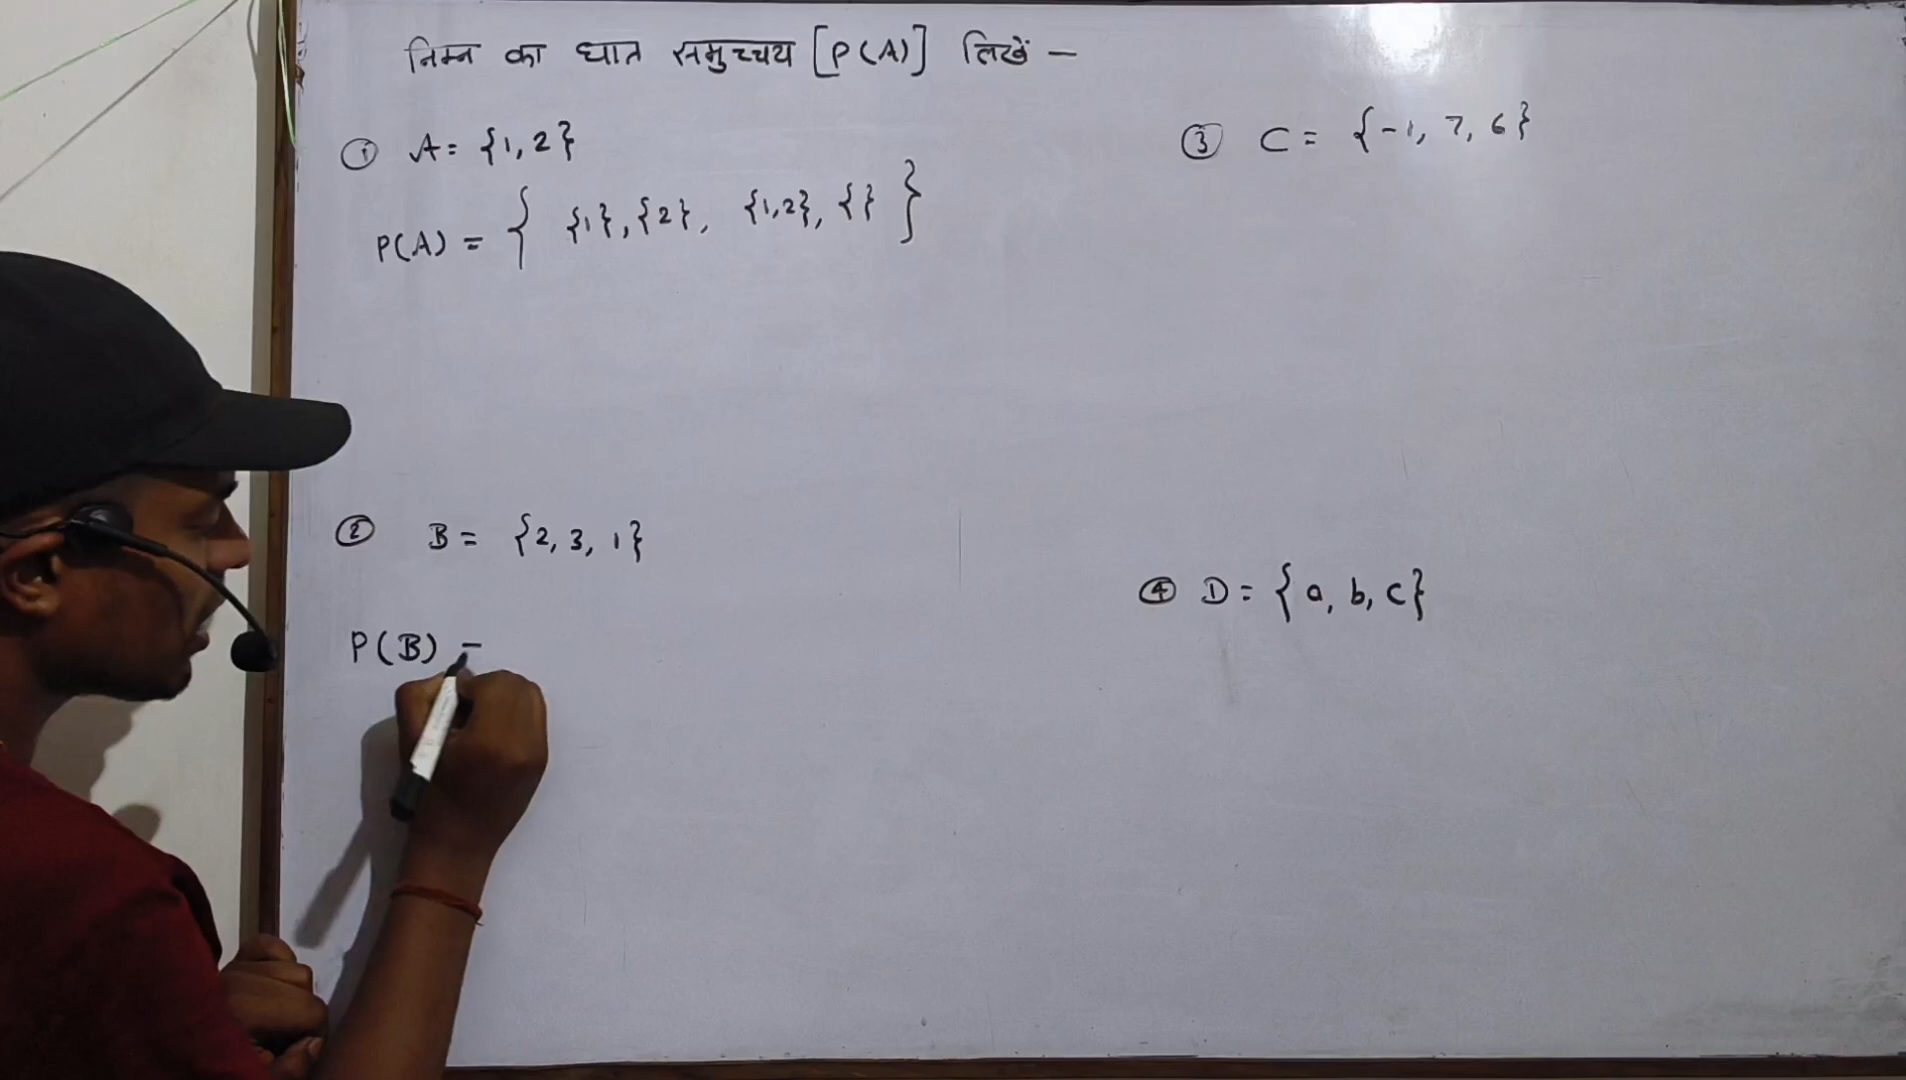 निम्न का घात समुच्चय [P(A)] लिखें —
① A = {1, 2}
P(A) = { {1}, {2}, {1,2}, {} }
② B = {2, 3, 1}
P(B) =
③ C = {-1, 7, 6}
④ D = {a, b, c}